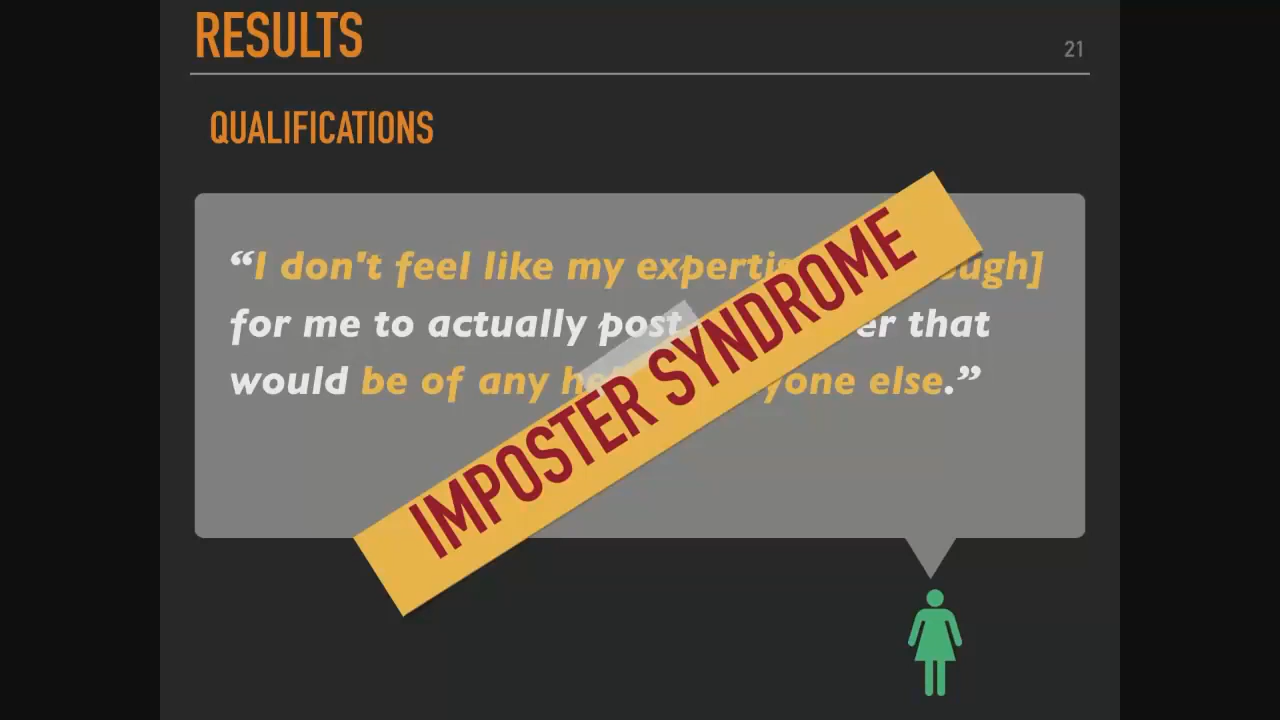 RESULTS
21
QUALIFICATIONS
“I don't feel like my ough]
for me to actually post er that
would be of any yone else.”
IMPOSTER SYNDROME